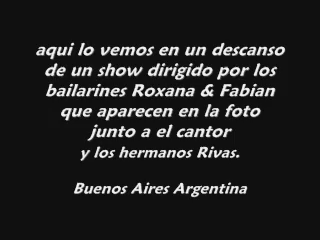 aqui lo vemos en un descanso
de un show dirigido por los
bailarines Roxana & Fabian
que aparecen en la foto
junto a el cantor
y los hermanos Rivas.
Buenos Aires Argentina